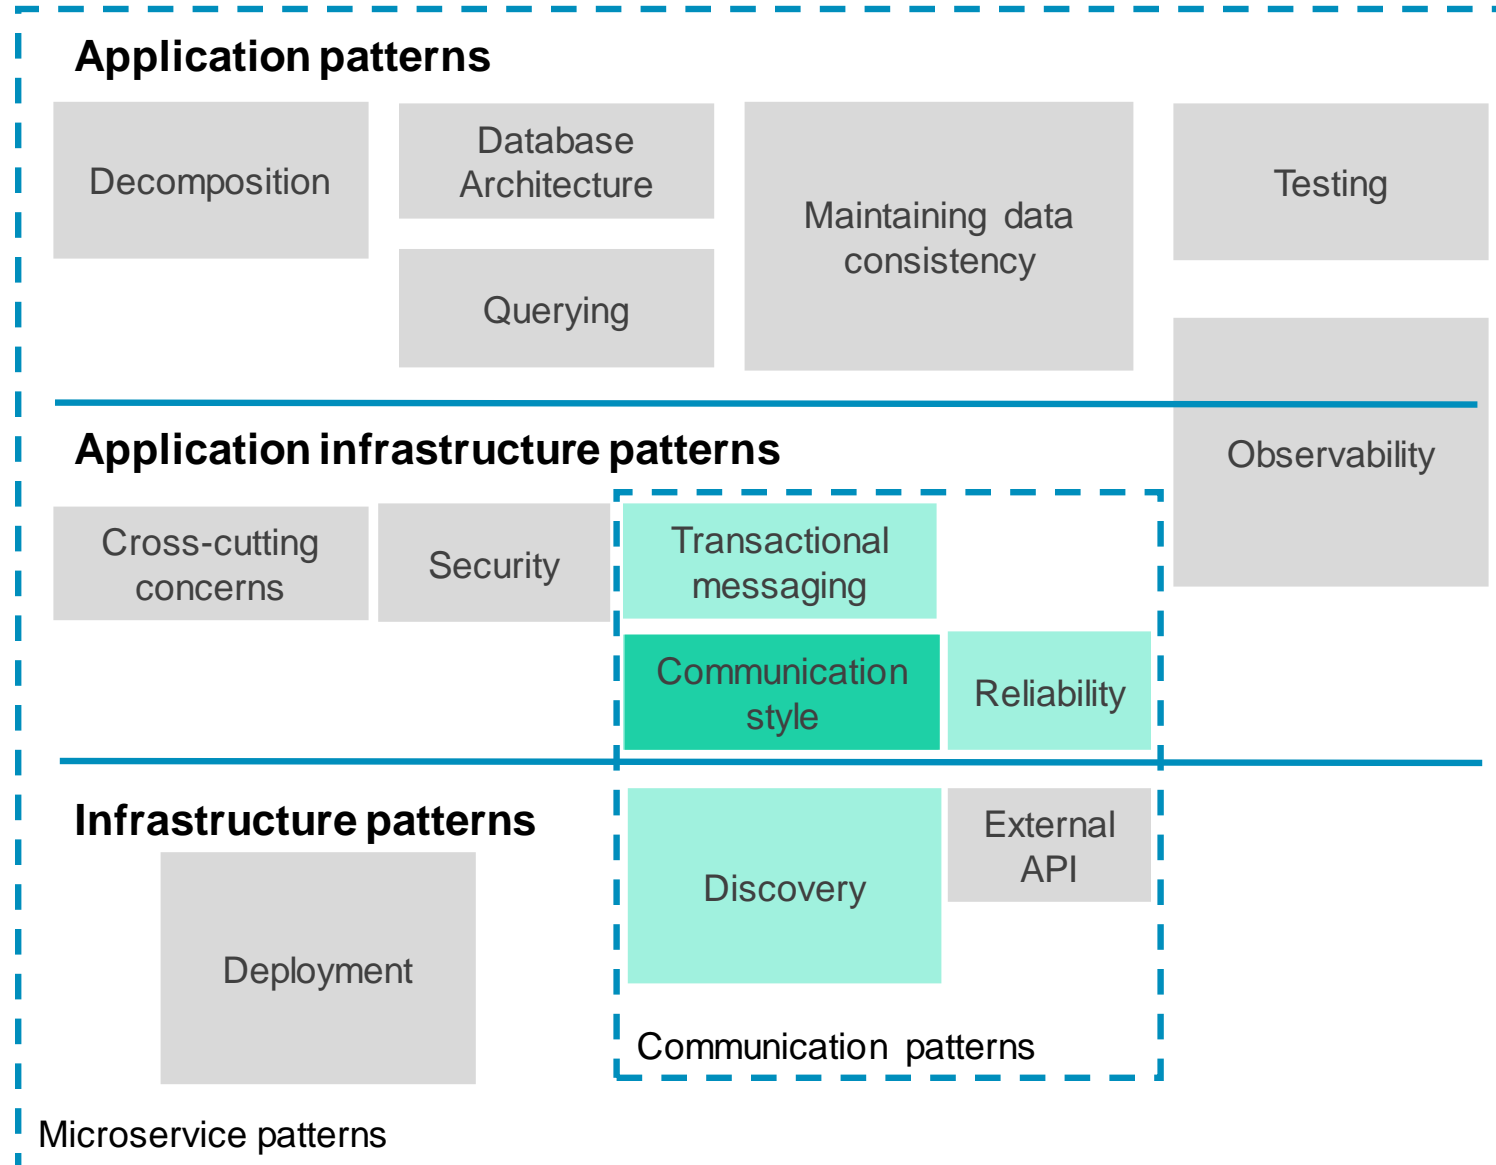 Application patterns
Decomposition
Database
Architecture
Querying
Maintaining data
consistency
Testing
Observability
Application infrastructure patterns
Cross-cutting
concerns
Security
Transactional
messaging
Communication
style
Reliability
Infrastructure patterns
Deployment
Discovery
External
API
Communication patterns
Microservice patterns